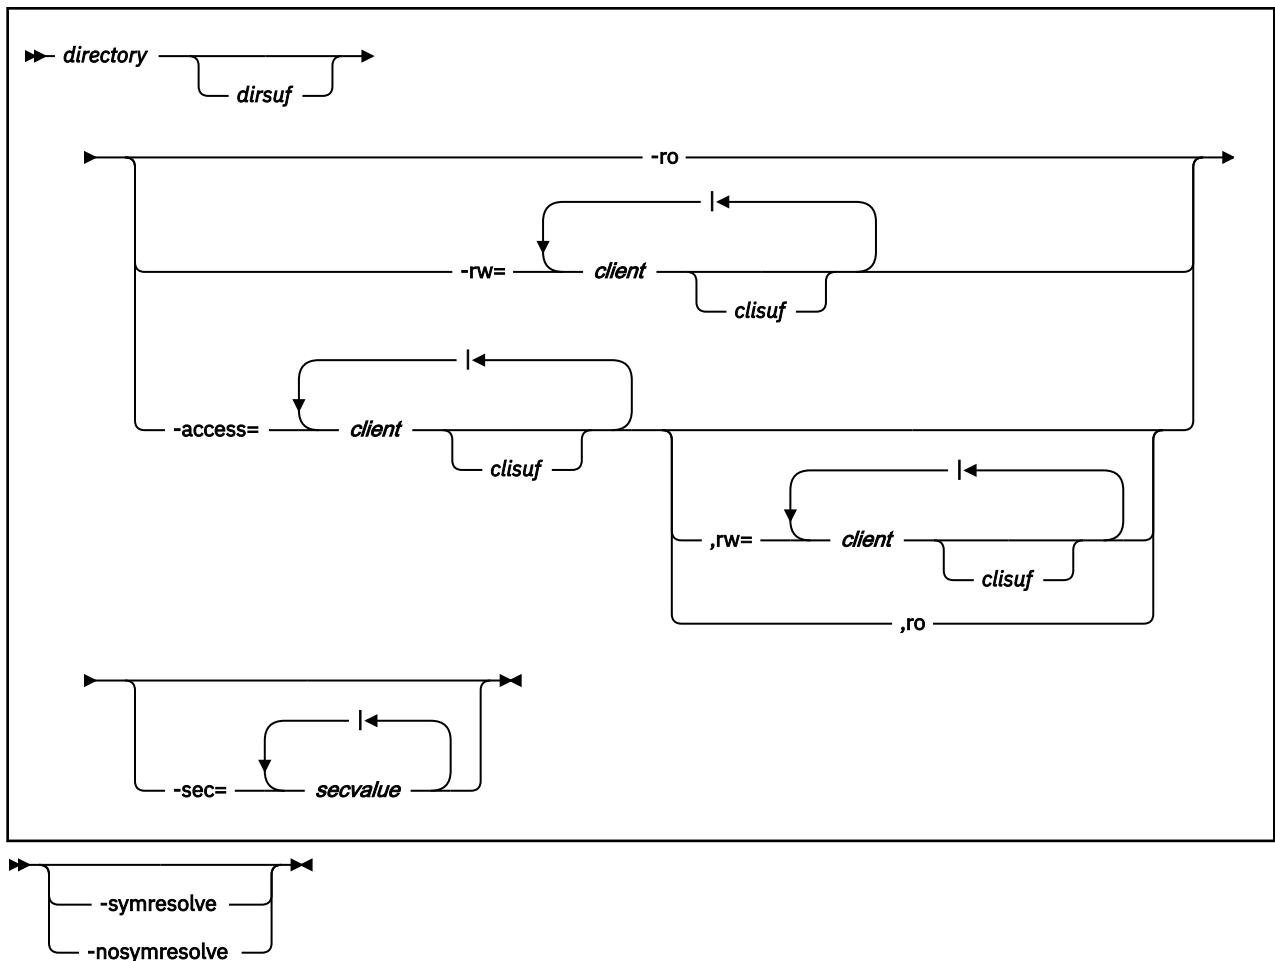 directory
dirsuf
-ro
|
-rw= client
clisuf
|
-access= client
clisuf
|
,rw= client
clisuf
,ro
|
-sec= secvalue
-symresolve
-nosymresolve